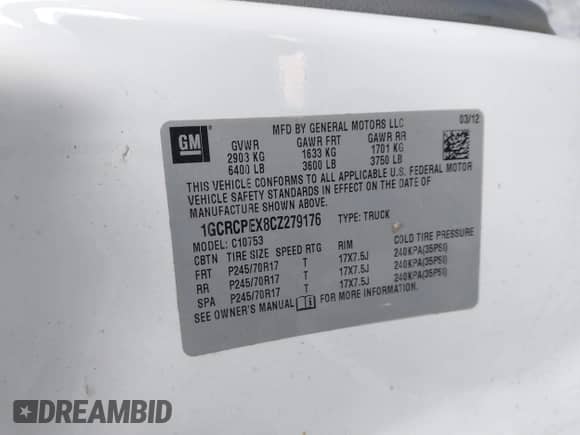 GM
MFD BY GENERAL MOTORS LLC
03/12
GVWR GAWR FRT GAWR RR
2903 KG 1633 KG 1701 KG
6400 LB 3600 LB 3750 LB
THIS VEHICLE CONFORMS TO ALL APPLICABLE U.S. FEDERAL MOTOR
VEHICLE SAFETY STANDARDS IN EFFECT ON THE DATE OF
MANUFACTURE SHOWN ABOVE.
1GCRCPEX8CZ279176 TYPE: TRUCK
MODEL: C10753
CBTN TIRE SIZE SPEED RTG RIM COLD TIRE PRESSURE
FRT P245/70R17 T 17X7.5J 240KPA(35PSI)
RR P245/70R17 T 17X7.5J 240KPA(35PSI)
SPA P245/70R17 T 17X7.5J 240KPA(35PSI)
SEE OWNER'S MANUAL FOR MORE INFORMATION.
DREAMBID